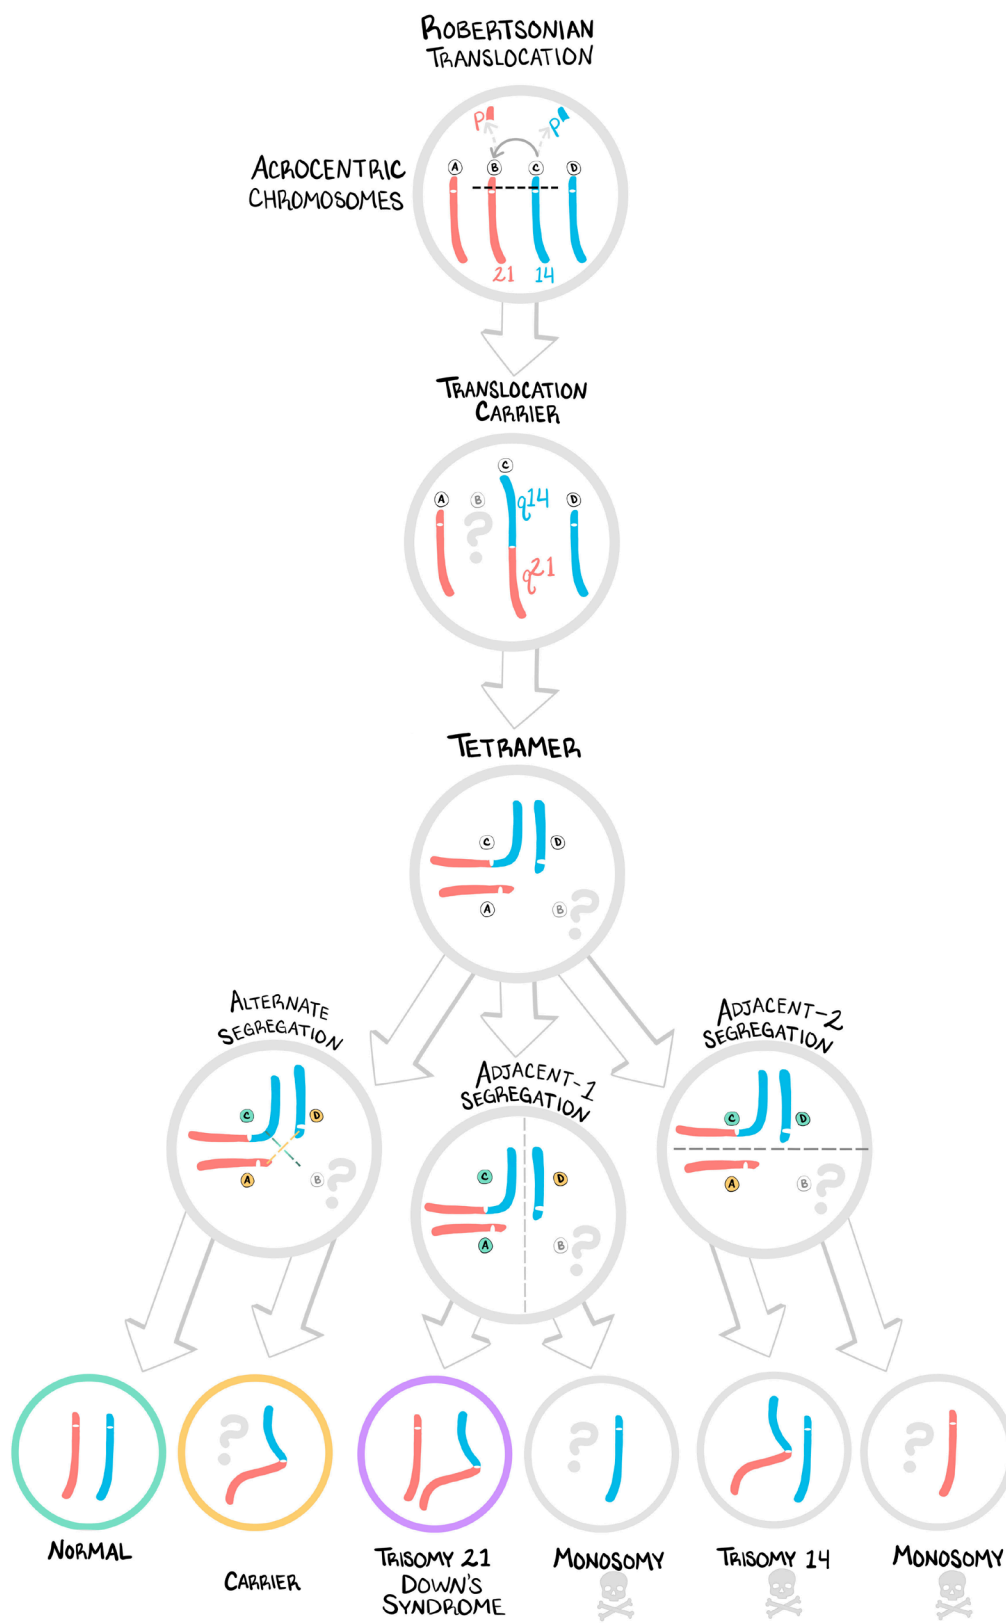 ROBERTSONIAN
TRANSLOCATION
P P
ACROCENTRIC
CHROMOSOMES
A B C D
21 14
TRANSLOCATION
CARRIER
C
A B ? q14 D
q21
TETRAMER
C D
A B ?
ALTERNATE
SEGREGATION
C D
A B ?
ADJACENT-1
SEGREGATION
C D
A B ?
ADJACENT-2
SEGREGATION
C D
A B ?
? ? ?
NORMAL
CARRIER
TRISOMY 21
DOWN'S
SYNDROME
MONOSOMY
TRISOMY 14
MONOSOMY